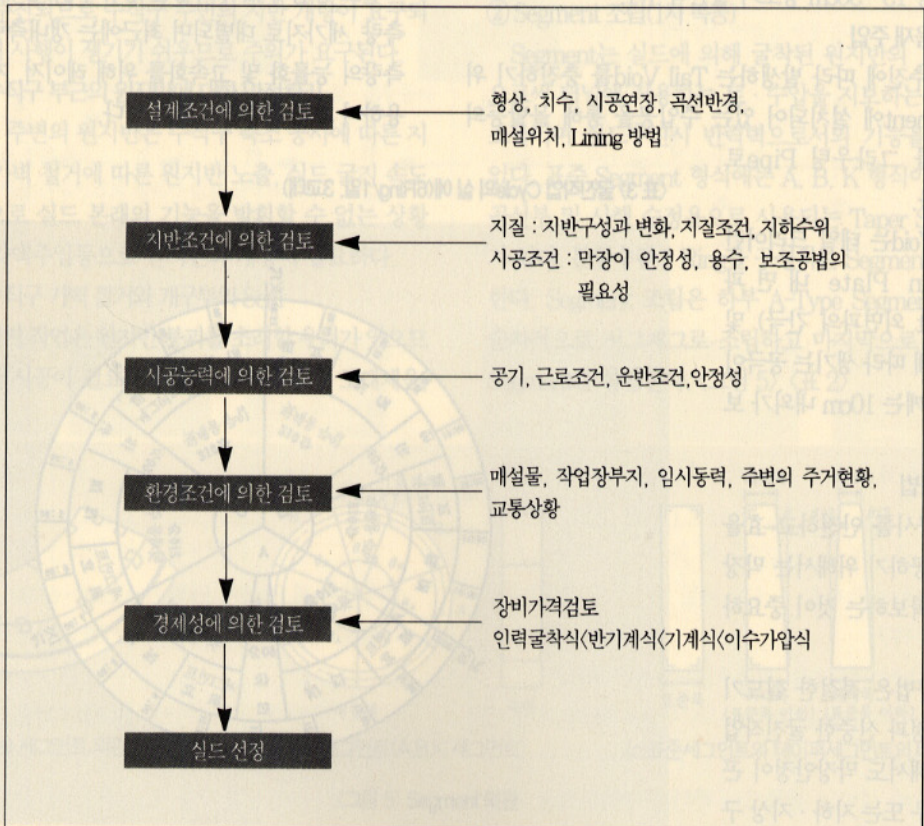 설계조건에 의한 검토
형상, 치수, 시공연장, 곡선반경,
매설위치, Lining 방법
지반조건에 의한 검토
지질 : 지반구성과 변화, 지질조건, 지하수위
시공조건 : 막장이 안정성, 용수, 보조공법의
필요성
시공능력에 의한 검토
공기, 근로조건, 운반조건,안정성
환경조건에 의한 검토
매설물, 작업장부지, 임시동력, 주변의 주거현황,
교통상황
경제성에 의한 검토
장비가격검토
인력굴착식<반기계식<기계식<이수가압식
실드 선정